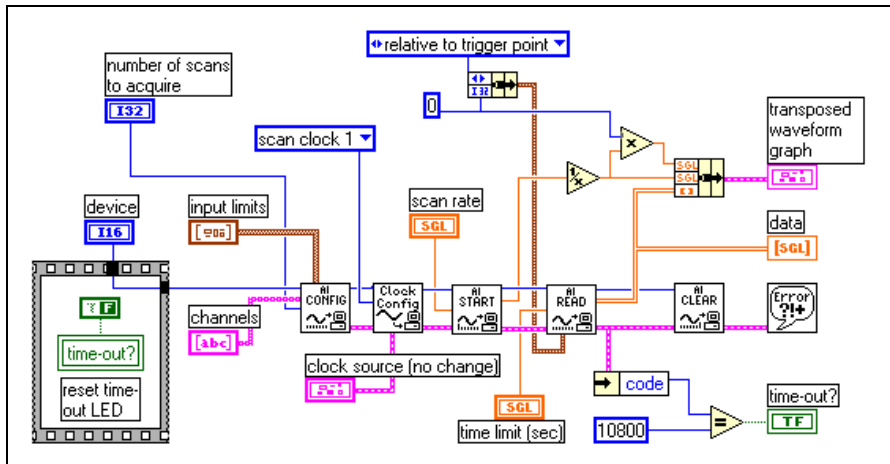 relative to trigger point
number of scans
to acquire
I32
I32
0
scan clock 1
x
1/x
SGL
SGL
transposed
waveform
graph
device
I16
input limits
scan rate
SGL
data
[SGL]
F
time-out?
reset time-
out LED
channels
[abc]
AI
CONFIG
Clock
Config
AI
START
AI
READ
AI
CLEAR
Error
?!+
clock source (no change)
SGL
time limit (sec)
code
10800
=
time-out?
TF